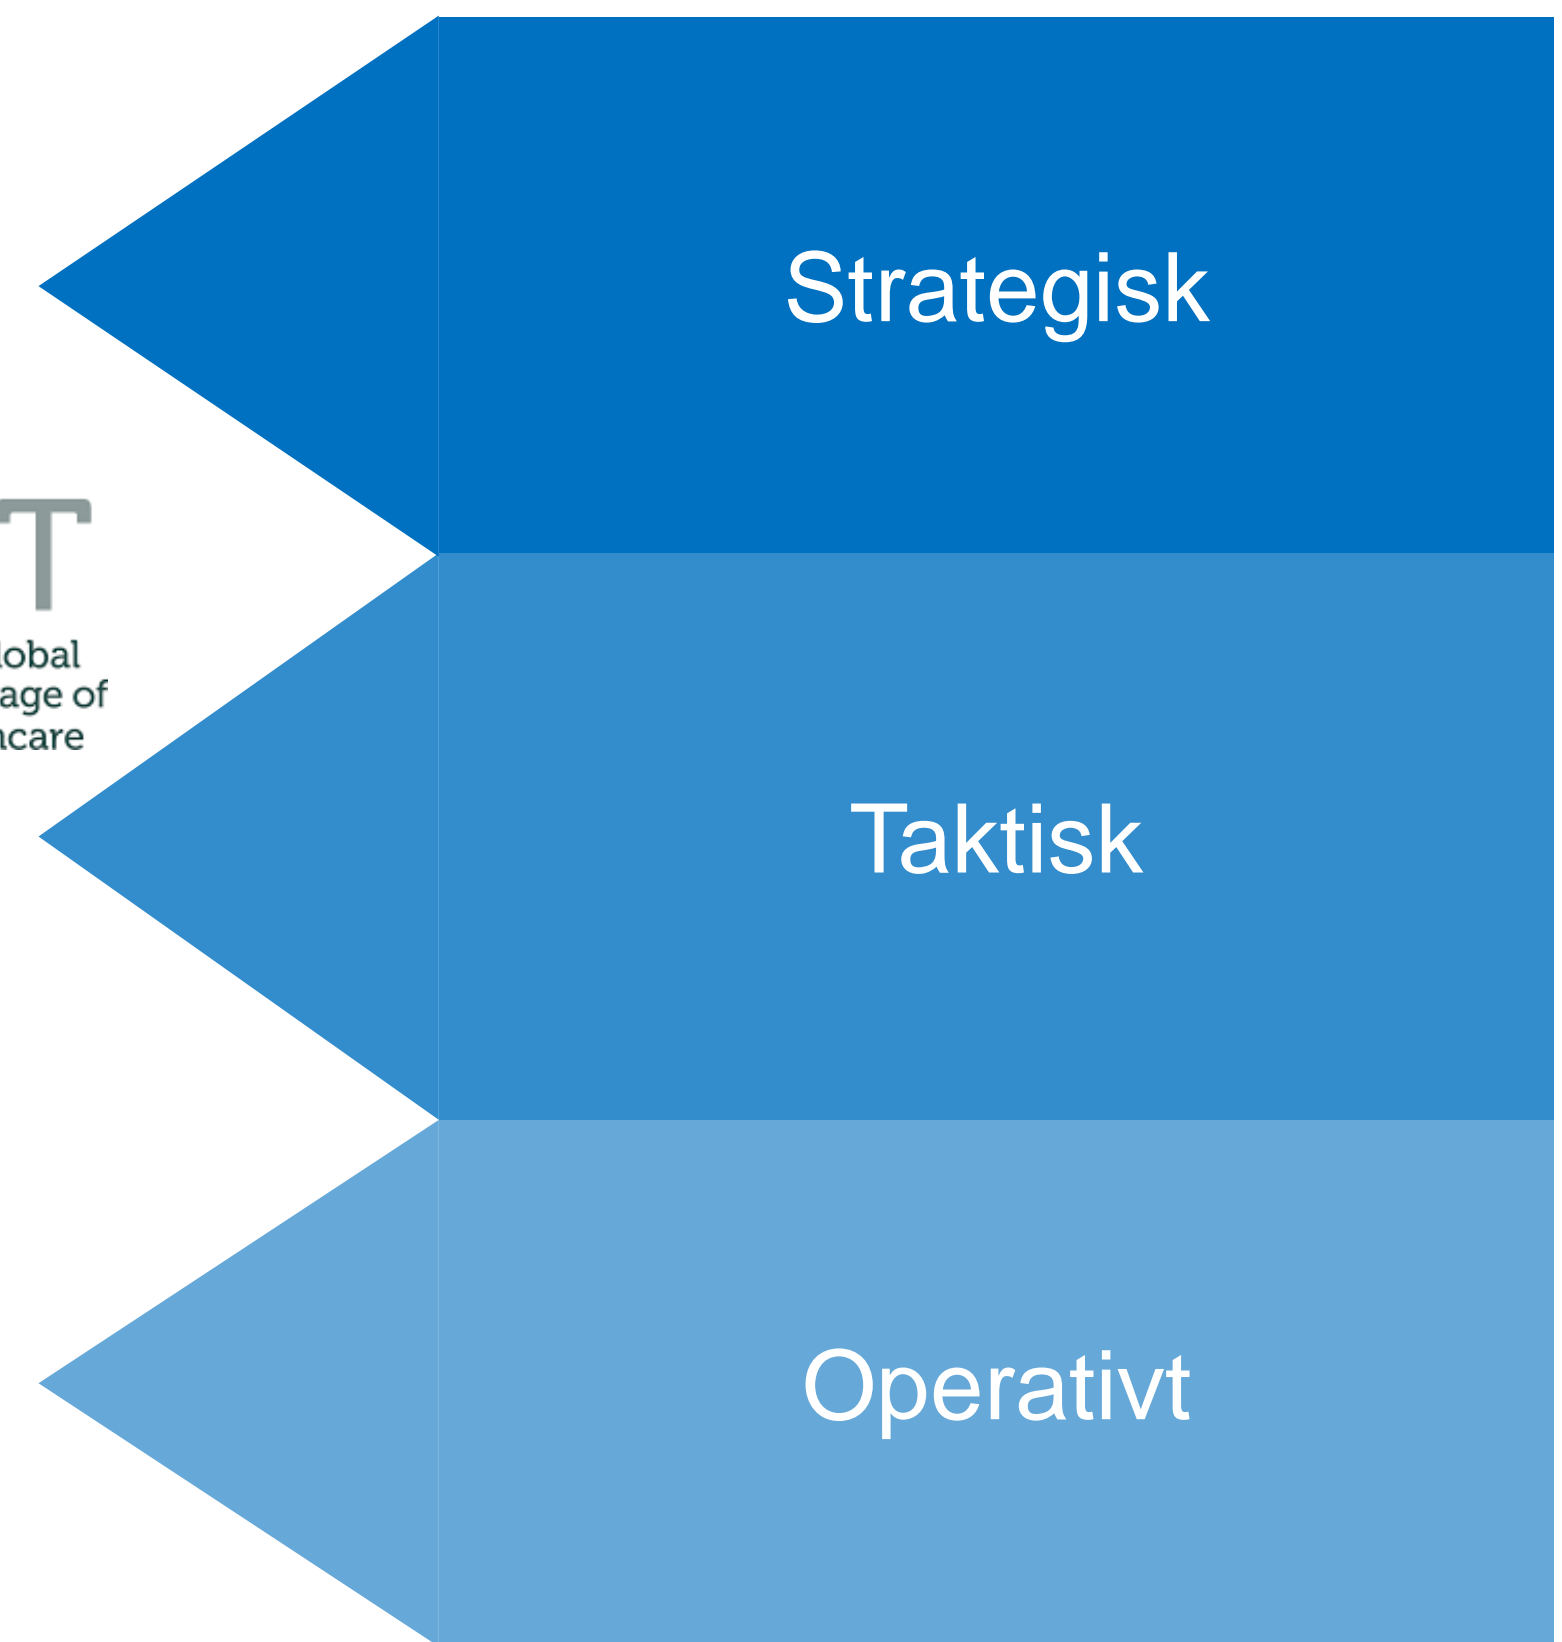 Strategisk
T
lobal
age of
care
Taktisk
Operativt